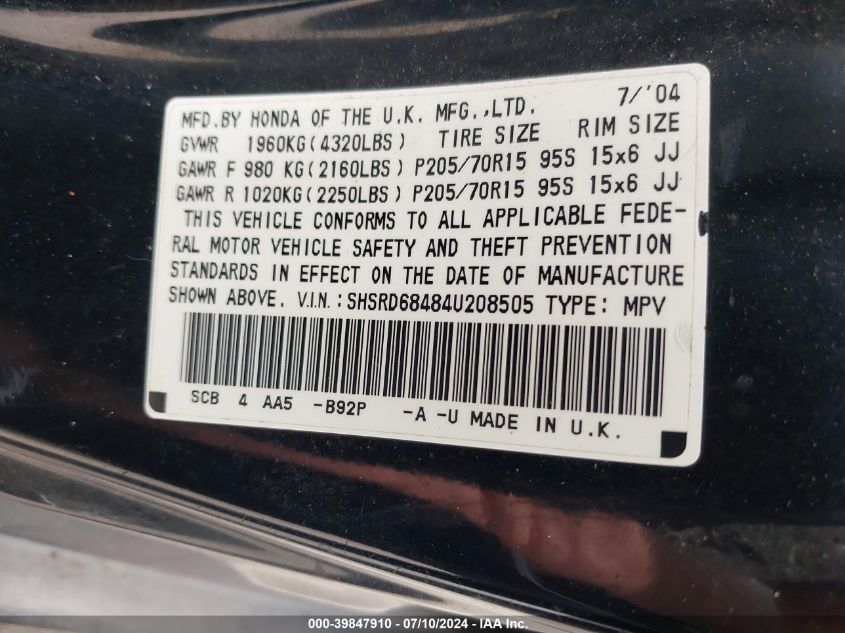 MFD.BY HONDA OF THE U.K. MFG.,LTD. 7/'04
GVWR 1960KG(4320LBS) TIRE SIZE RIM SIZE
GAWR F 980 KG(2160LBS) P205/70R15 95S 15x6 JJ
GAWR R 1020KG(2250LBS) P205/70R15 95S 15x6 JJ
THIS VEHICLE CONFORMS TO ALL APPLICABLE FEDE-
RAL MOTOR VEHICLE SAFETY AND THEFT PREVENTION
STANDARDS IN EFFECT ON THE DATE OF MANUFACTURE
SHOWN ABOVE. V.I.N.:SHSRD68484U208505 TYPE: MPV
SCB 4 AA5 -B92P -A -U MADE IN U.K.
000-39847910 / 07/10/2024 - IAA Inc.